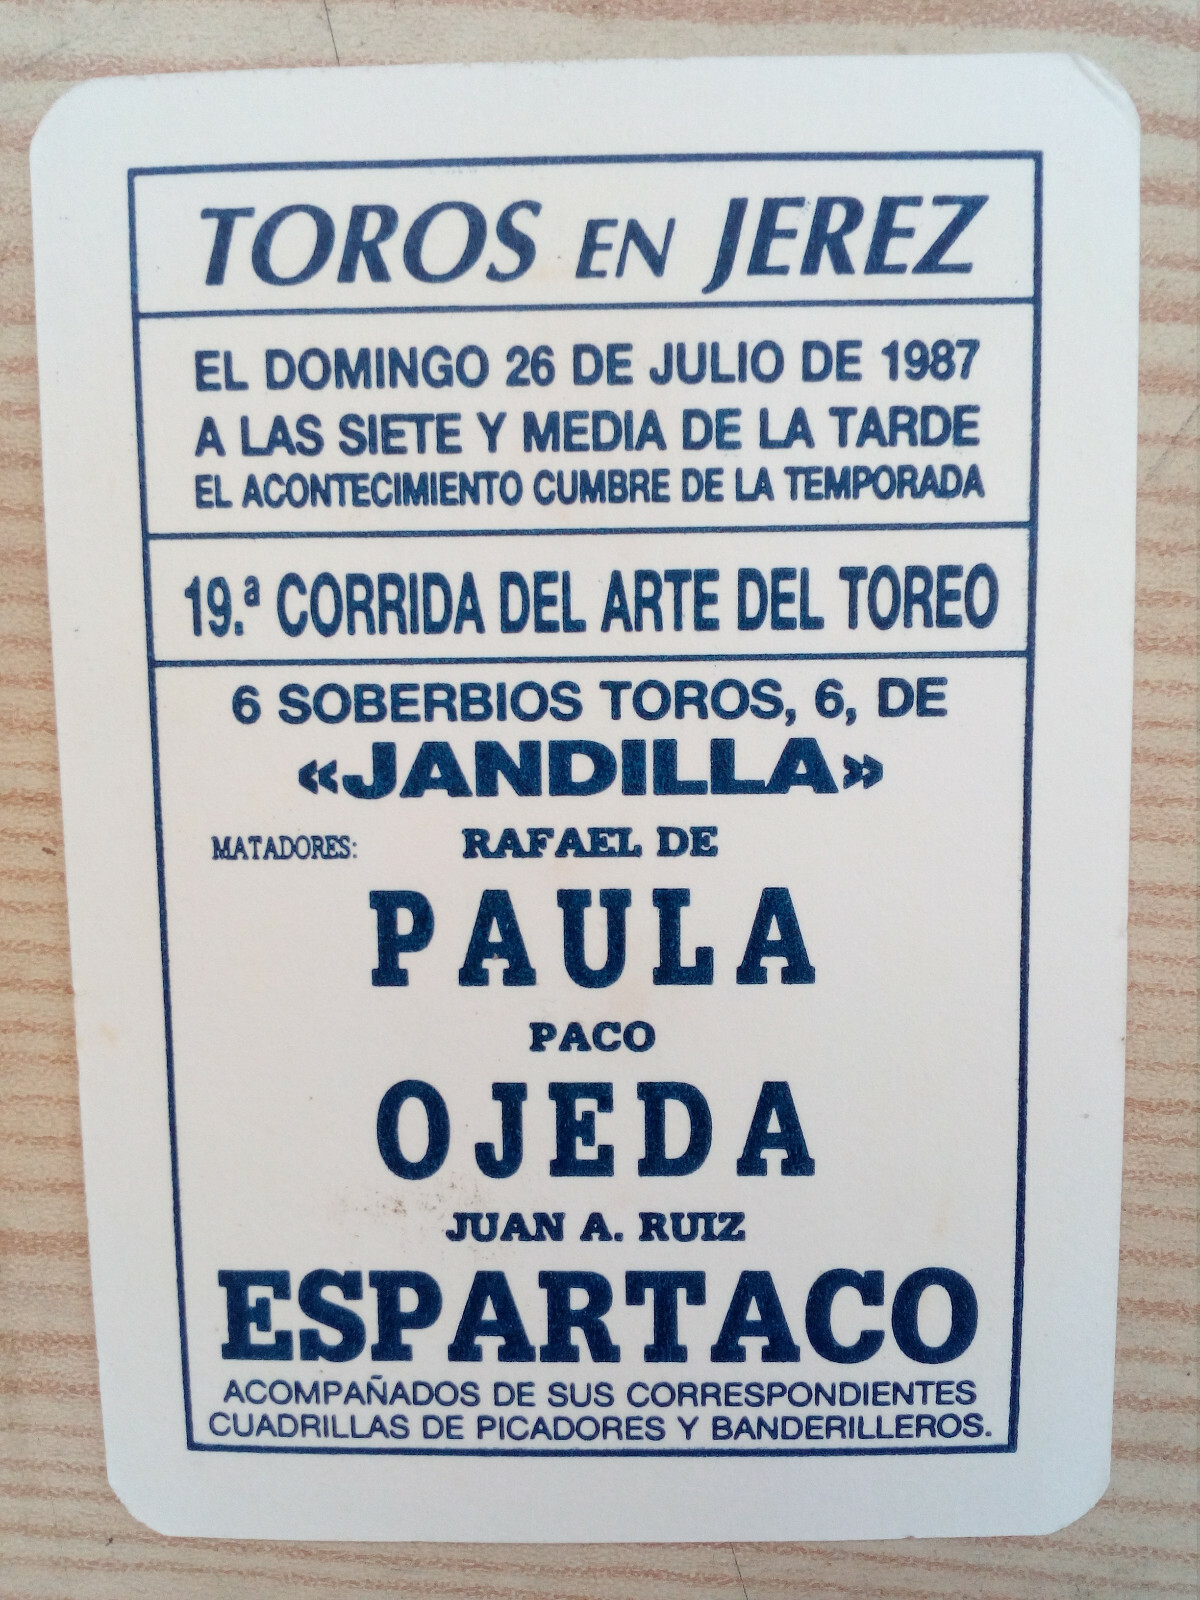 TOROS EN JEREZ
EL DOMINGO 26 DE JULIO DE 1987
A LAS SIETE Y MEDIA DE LA TARDE
EL ACONTECIMIENTO CUMBRE DE LA TEMPORADA
19.ª CORRIDA DEL ARTE DEL TOREO
6 SOBERBIOS TOROS, 6, DE
«JANDILLA»
MATADORES: RAFAEL DE
PAULA
PACO
OJEDA
JUAN A. RUIZ
ESPARTACO
ACOMPAÑADOS DE SUS CORRESPONDIENTES
CUADRILLAS DE PICADORES Y BANDERILLEROS.